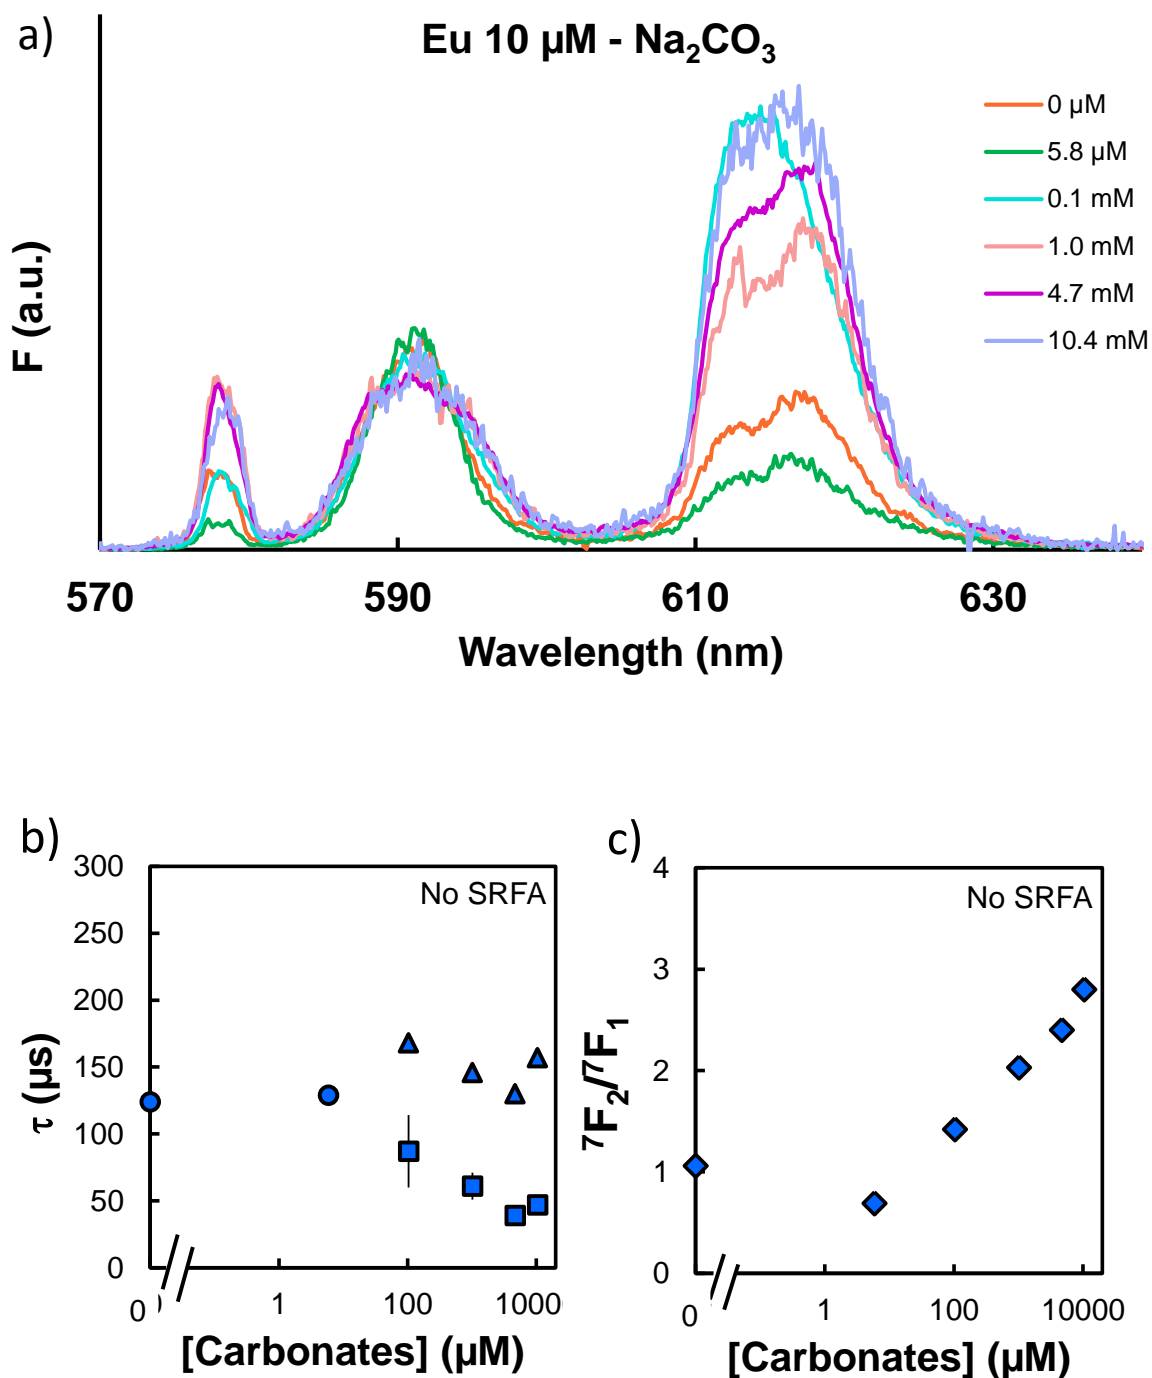 a)
Eu 10 µM - Na₂CO₃
0 µM
5.8 µM
0.1 mM
1.0 mM
4.7 mM
10.4 mM
F (a.u.)
570 590 610 630
Wavelength (nm)
b)
300
250
200
150
100
50
0
No SRFA
τ (µs)
0 1 100 1000
[Carbonates] (µM)
c)
4
3
2
1
0
No SRFA
⁷F₂/⁷F₁
0 1 100 10000
[Carbonates] (µM)